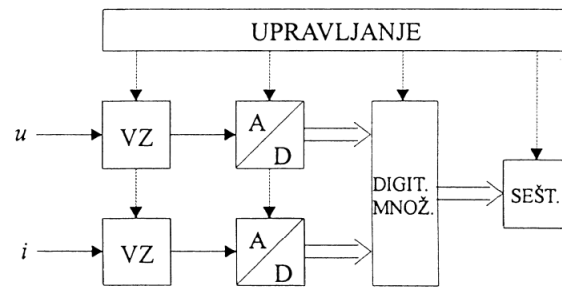 UPRAVLJANJE
u
VZ
A
D
DIGIT.
MNOŽ.
SEŠT.
i
VZ
A
D